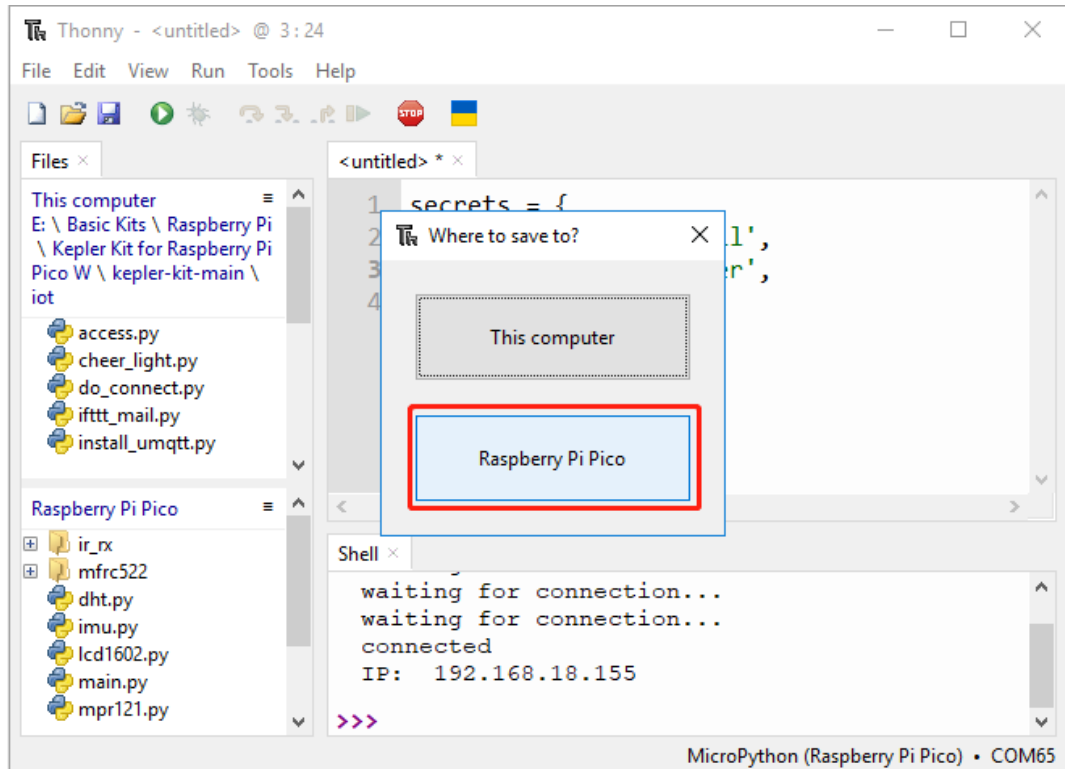 Thonny - <untitled> @ 3:24
File Edit View Run Tools Help
STOP
Files
This computer
E: \ Basic Kits \ Raspberry Pi
\ Kepler Kit for Raspberry Pi
Pico W \ kepler-kit-main \
iot
access.py
cheer_light.py
do_connect.py
ifttt_mail.py
install_umqtt.py
Raspberry Pi Pico
ir_rx
mfrc522
dht.py
imu.py
lcd1602.py
main.py
mpr121.py
<untitled> *
1 secrets = {
2 l',
3 r',
4
Where to save to?
This computer
Raspberry Pi Pico
Shell
waiting for connection...
waiting for connection...
connected
IP: 192.168.18.155
>>>
MicroPython (Raspberry Pi Pico) • COM65